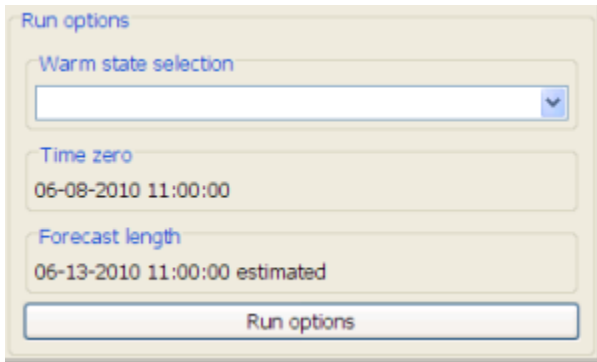 Run options
Warm state selection
Time zero
06-08-2010 11:00:00
Forecast length
06-13-2010 11:00:00 estimated
Run options